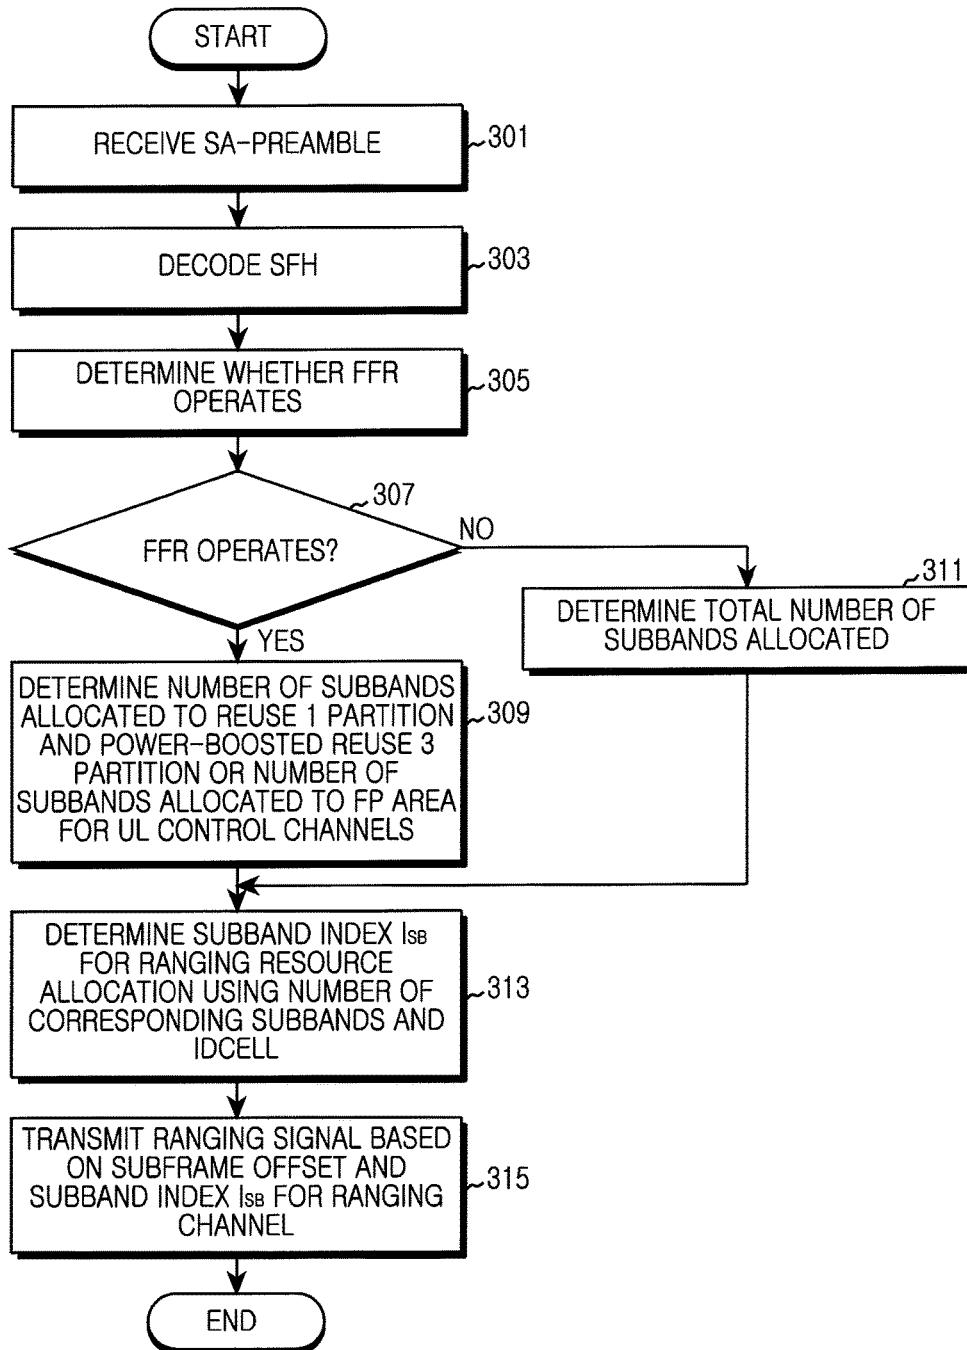 START
RECEIVE SA-PREAMBLE
301
DECODE SFH
303
DETERMINE WHETHER FFR
OPERATES
305
307
FFR OPERATES?
NO
YES
311
DETERMINE TOTAL NUMBER OF
SUBBANDS ALLOCATED
DETERMINE NUMBER OF SUBBANDS
ALLOCATED TO REUSE 1 PARTITION
AND POWER-BOOSTED REUSE 3
PARTITION OR NUMBER OF
SUBBANDS ALLOCATED TO FP AREA
FOR UL CONTROL CHANNELS
309
DETERMINE SUBBAND INDEX ISB
FOR RANGING RESOURCE
ALLOCATION USING NUMBER OF
CORRESPONDING SUBBANDS AND
IDCELL
313
TRANSMIT RANGING SIGNAL BASED
ON SUBFRAME OFFSET AND
SUBBAND INDEX ISB FOR RANGING
CHANNEL
315
END